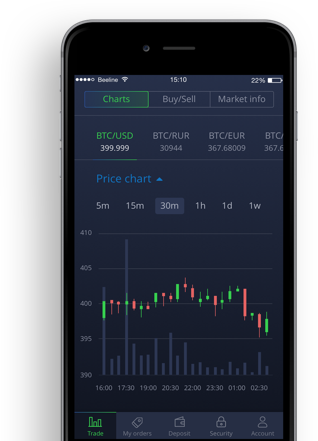 ●●●●○ Beeline 15:10 22%
Charts Buy/Sell Market info
BTC/USD BTC/RUR BTC/EUR BTC/
399.999 30944 367.68009 367.6
Price chart
5m 15m 30m 1h 1d 1w
410
405
400
395
390
16:00 17:30 19:00 20:30 22:00 23:30 01:00 02:30
Trade My orders Deposit Security Account